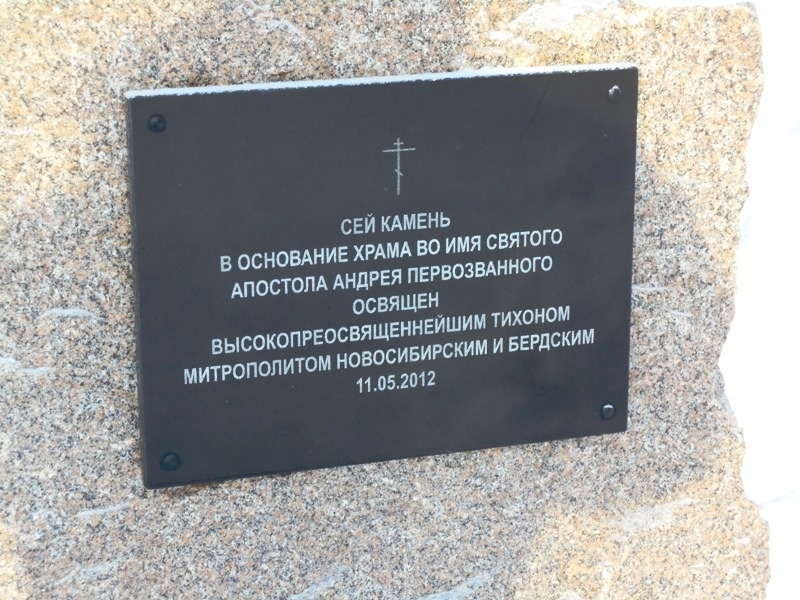 СЕЙ КАМЕНЬ
В ОСНОВАНИЕ ХРАМА ВО ИМЯ СВЯТОГО
АПОСТОЛА АНДРЕЯ ПЕРВОЗВАННОГО
ОСВЯЩЕН
ВЫСОКОПРЕОСВЯЩЕННЕЙШИМ ТИХОНОМ
МИТРОПОЛИТОМ НОВОСИБИРСКИМ И БЕРДСКИМ
11.05.2012